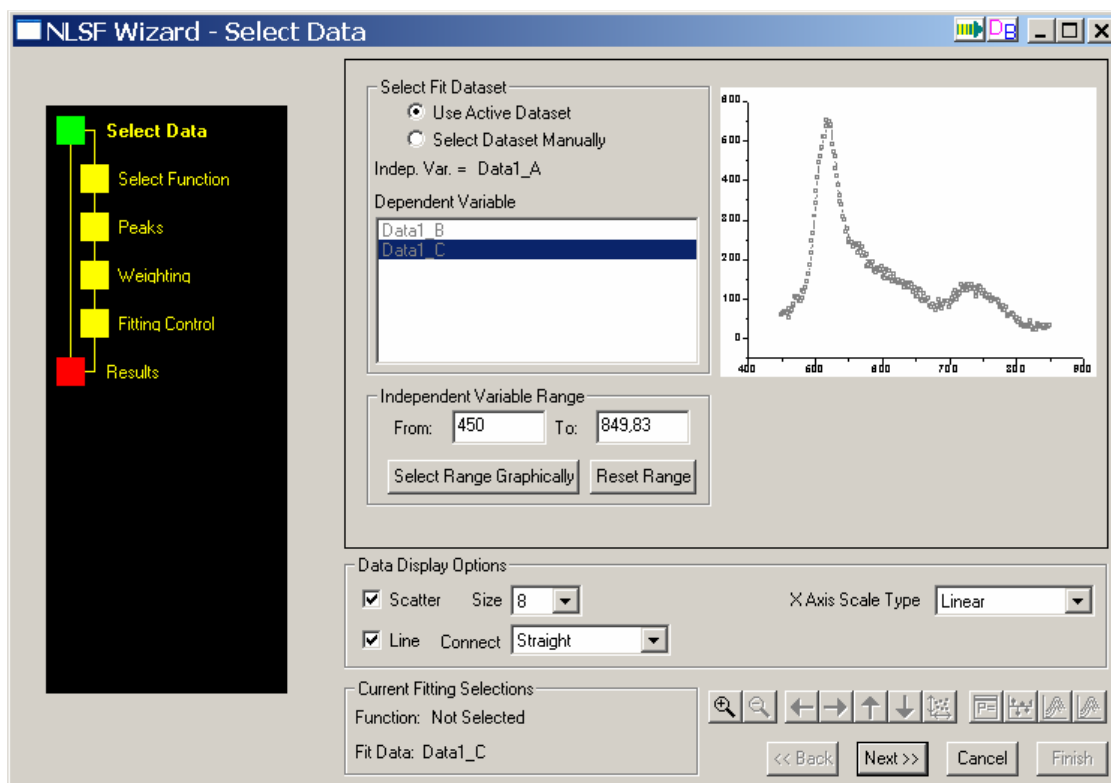 NLSF Wizard - Select Data
DB
Select Data
Select Function
Peaks
Weighting
Fitting Control
Results
Select Fit Dataset
Use Active Dataset
Select Dataset Manually
Indep. Var. = Data1_A
Dependent Variable
Data1_B
Data1_C
600
500
400
300
200
100
0
400 500 600 700 800 900
Independent Variable Range
From: 450 To: 849,83
Select Range Graphically Reset Range
Data Display Options
Scatter Size 8 X Axis Scale Type Linear
Line Connect Straight
Current Fitting Selections
Function: Not Selected
Fit Data: Data1_C
P=
<< Back Next >> Cancel Finish